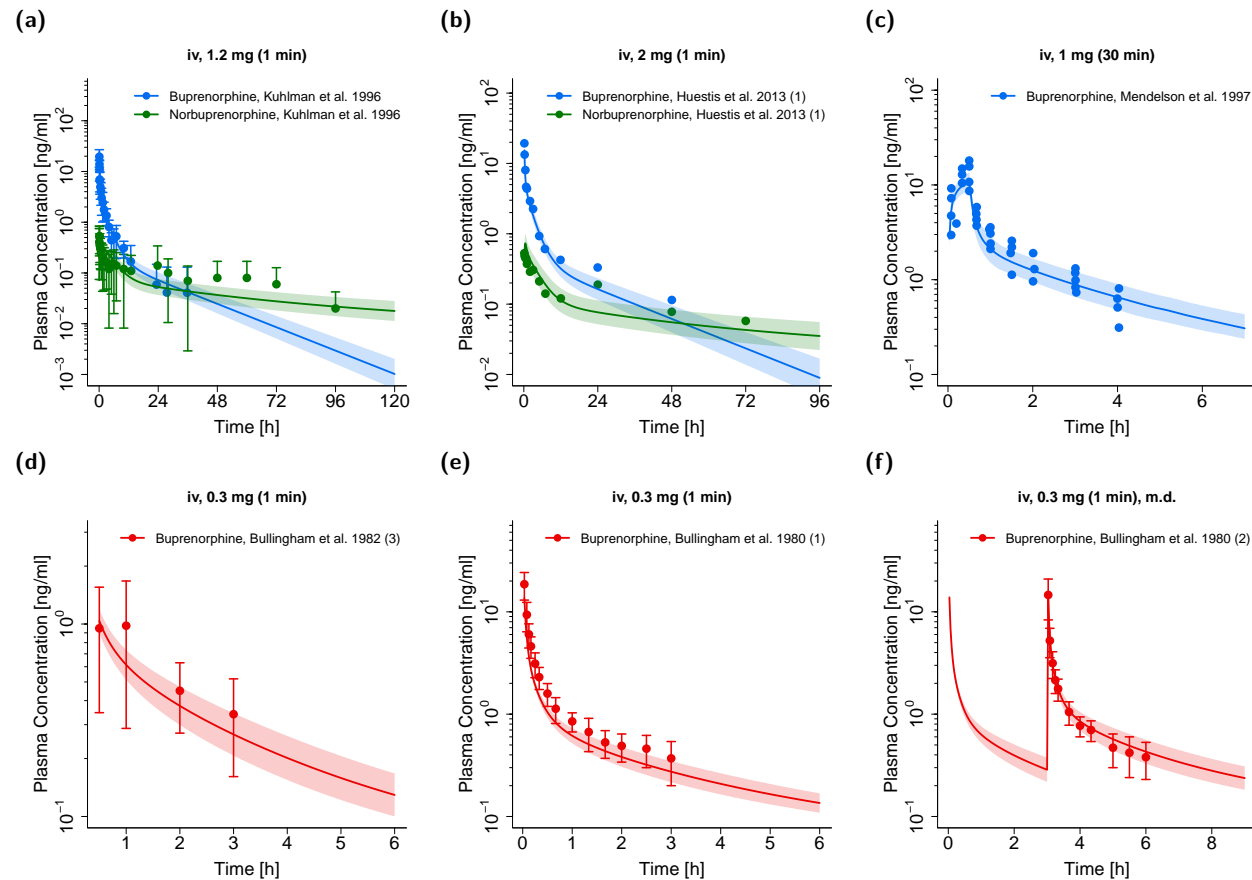 (a)
iv, 1.2 mg (1 min)
Buprenorphine, Kuhlman et al. 1996
Norbuprenorphine, Kuhlman et al. 1996
Plasma Concentration [ng/ml]
10² 10¹ 10⁰ 10⁻¹ 10⁻² 10⁻³
0 24 48 72 96 120
Time [h]
(b)
iv, 2 mg (1 min)
Buprenorphine, Huestis et al. 2013 (1)
Norbuprenorphine, Huestis et al. 2013 (1)
Plasma Concentration [ng/ml]
10² 10¹ 10⁰ 10⁻¹ 10⁻² 10⁻³
0 24 48 72 96
Time [h]
(c)
iv, 1 mg (30 min)
Buprenorphine, Mendelson et al. 1997
Plasma Concentration [ng/ml]
10² 10¹ 10⁰ 10⁻¹
0 2 4 6
Time [h]
(d)
iv, 0.3 mg (1 min)
Buprenorphine, Bullingham et al. 1982 (3)
Plasma Concentration [ng/ml]
10⁰ 10⁻¹
1 2 3 4 5 6
Time [h]
(e)
iv, 0.3 mg (1 min)
Buprenorphine, Bullingham et al. 1980 (1)
Plasma Concentration [ng/ml]
10² 10¹ 10⁰ 10⁻¹
0 1 2 3 4 5 6
Time [h]
(f)
iv, 0.3 mg (1 min), m.d.
Buprenorphine, Bullingham et al. 1980 (2)
Plasma Concentration [ng/ml]
10¹ 10⁰ 10⁻¹
0 2 4 6 8
Time [h]